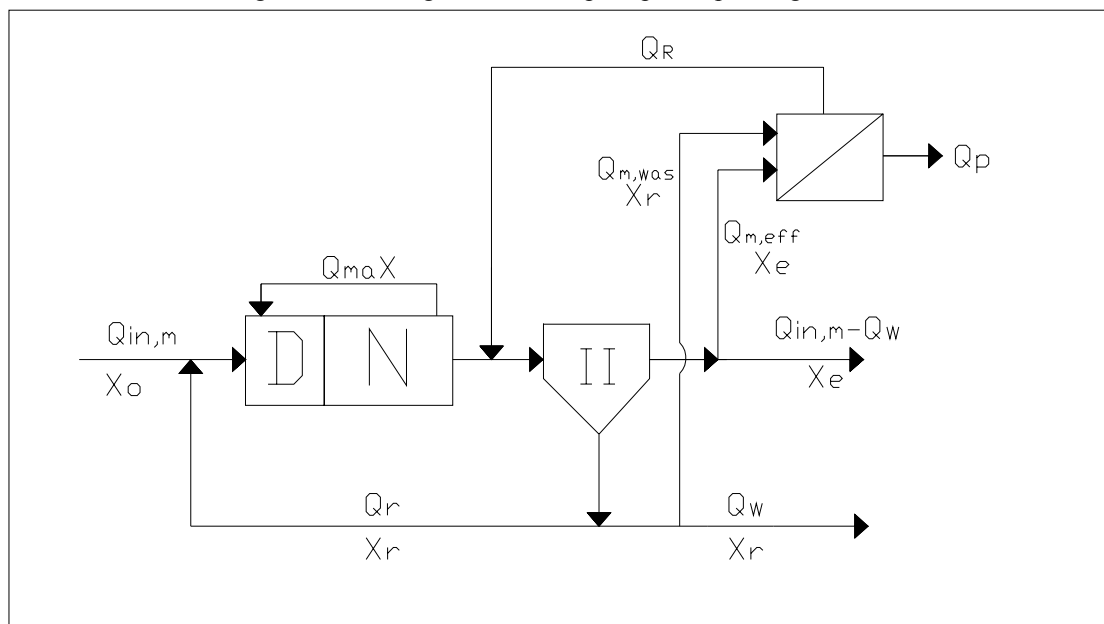 QR
Qm,was
Xr
Qp
Qm,eff
Xe
QmaX
Qin,m
Xo
D
N
II
Qin,m-Qw
Xe
Qr
Xr
Qw
Xr